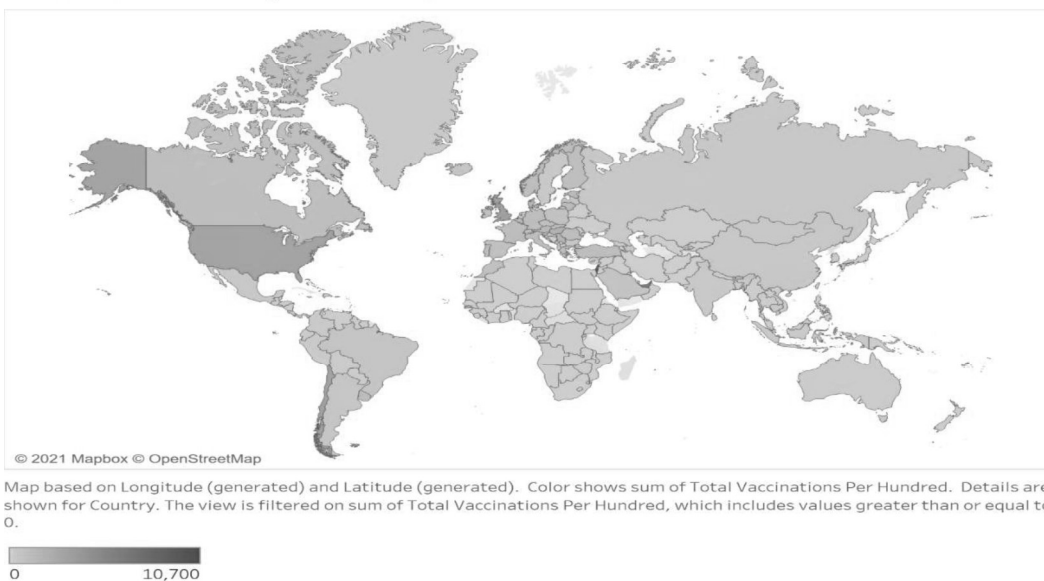 © 2021 Mapbox © OpenStreetMap
Map based on Longitude (generated) and Latitude (generated). Color shows sum of Total Vaccinations Per Hundred. Details are
shown for Country. The view is filtered on sum of Total Vaccinations Per Hundred, which includes values greater than or equal
0.
0 10,700